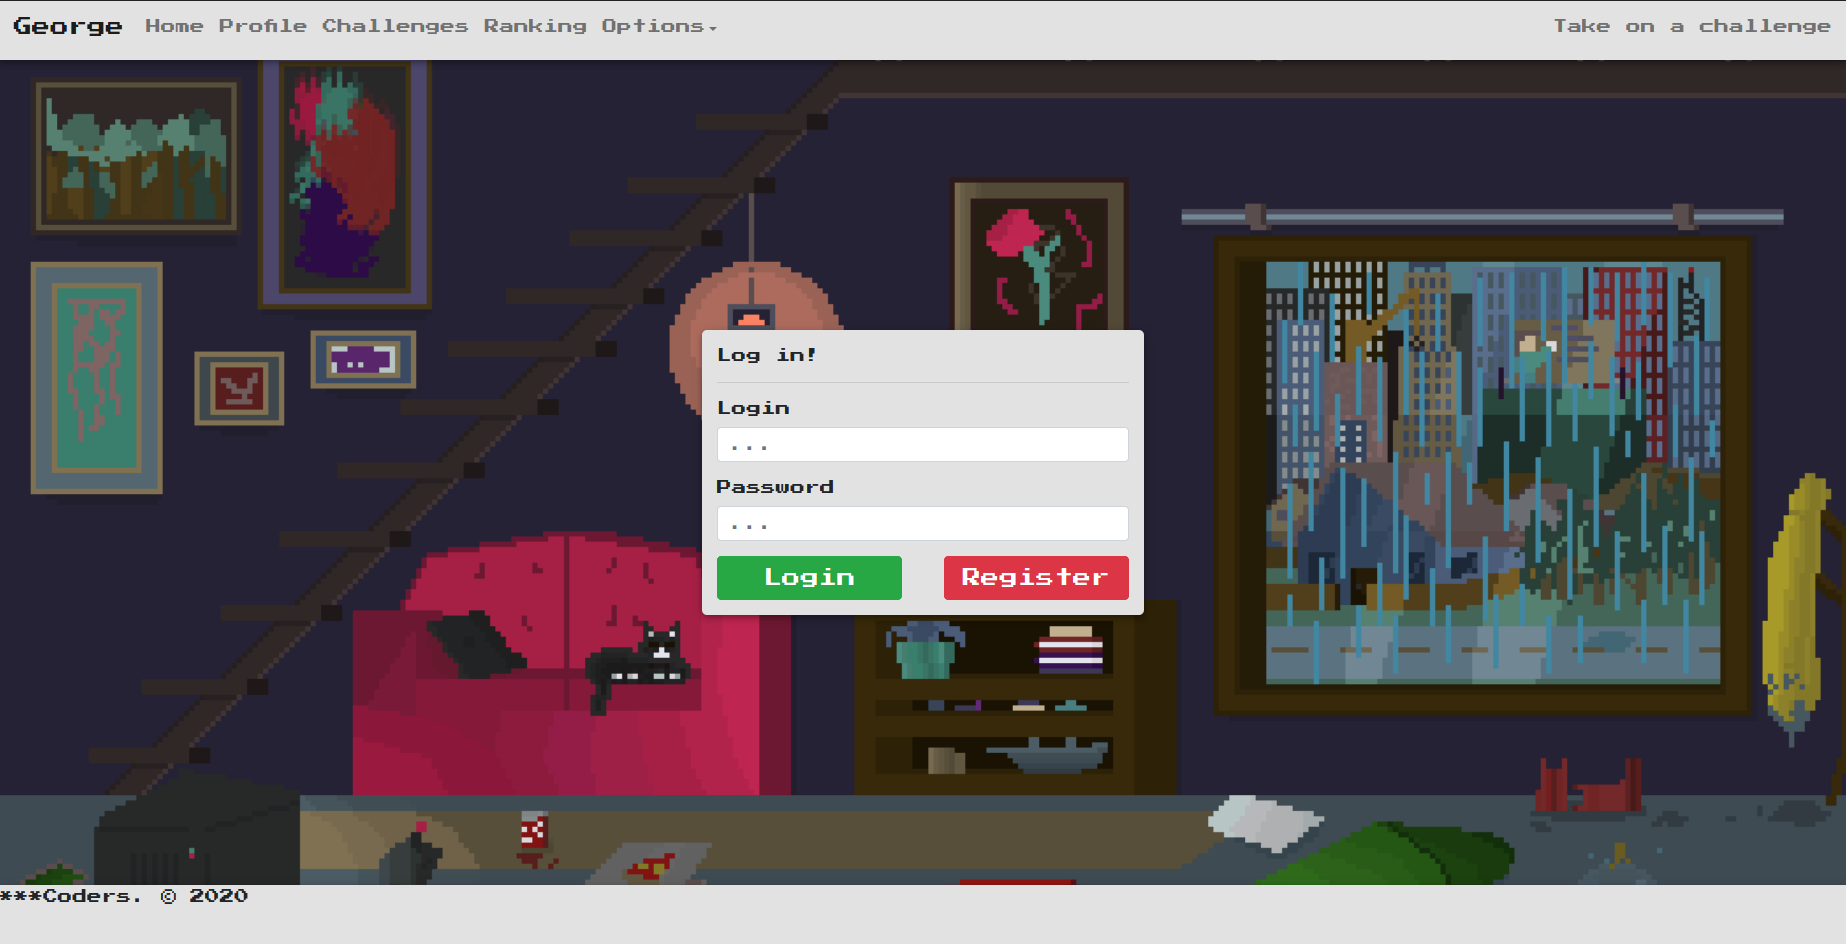 George Home Profile Challenges Ranking Options Take on a challenge
Log in!
Login
...
Password
...
Login Register
***Coders. © 2020